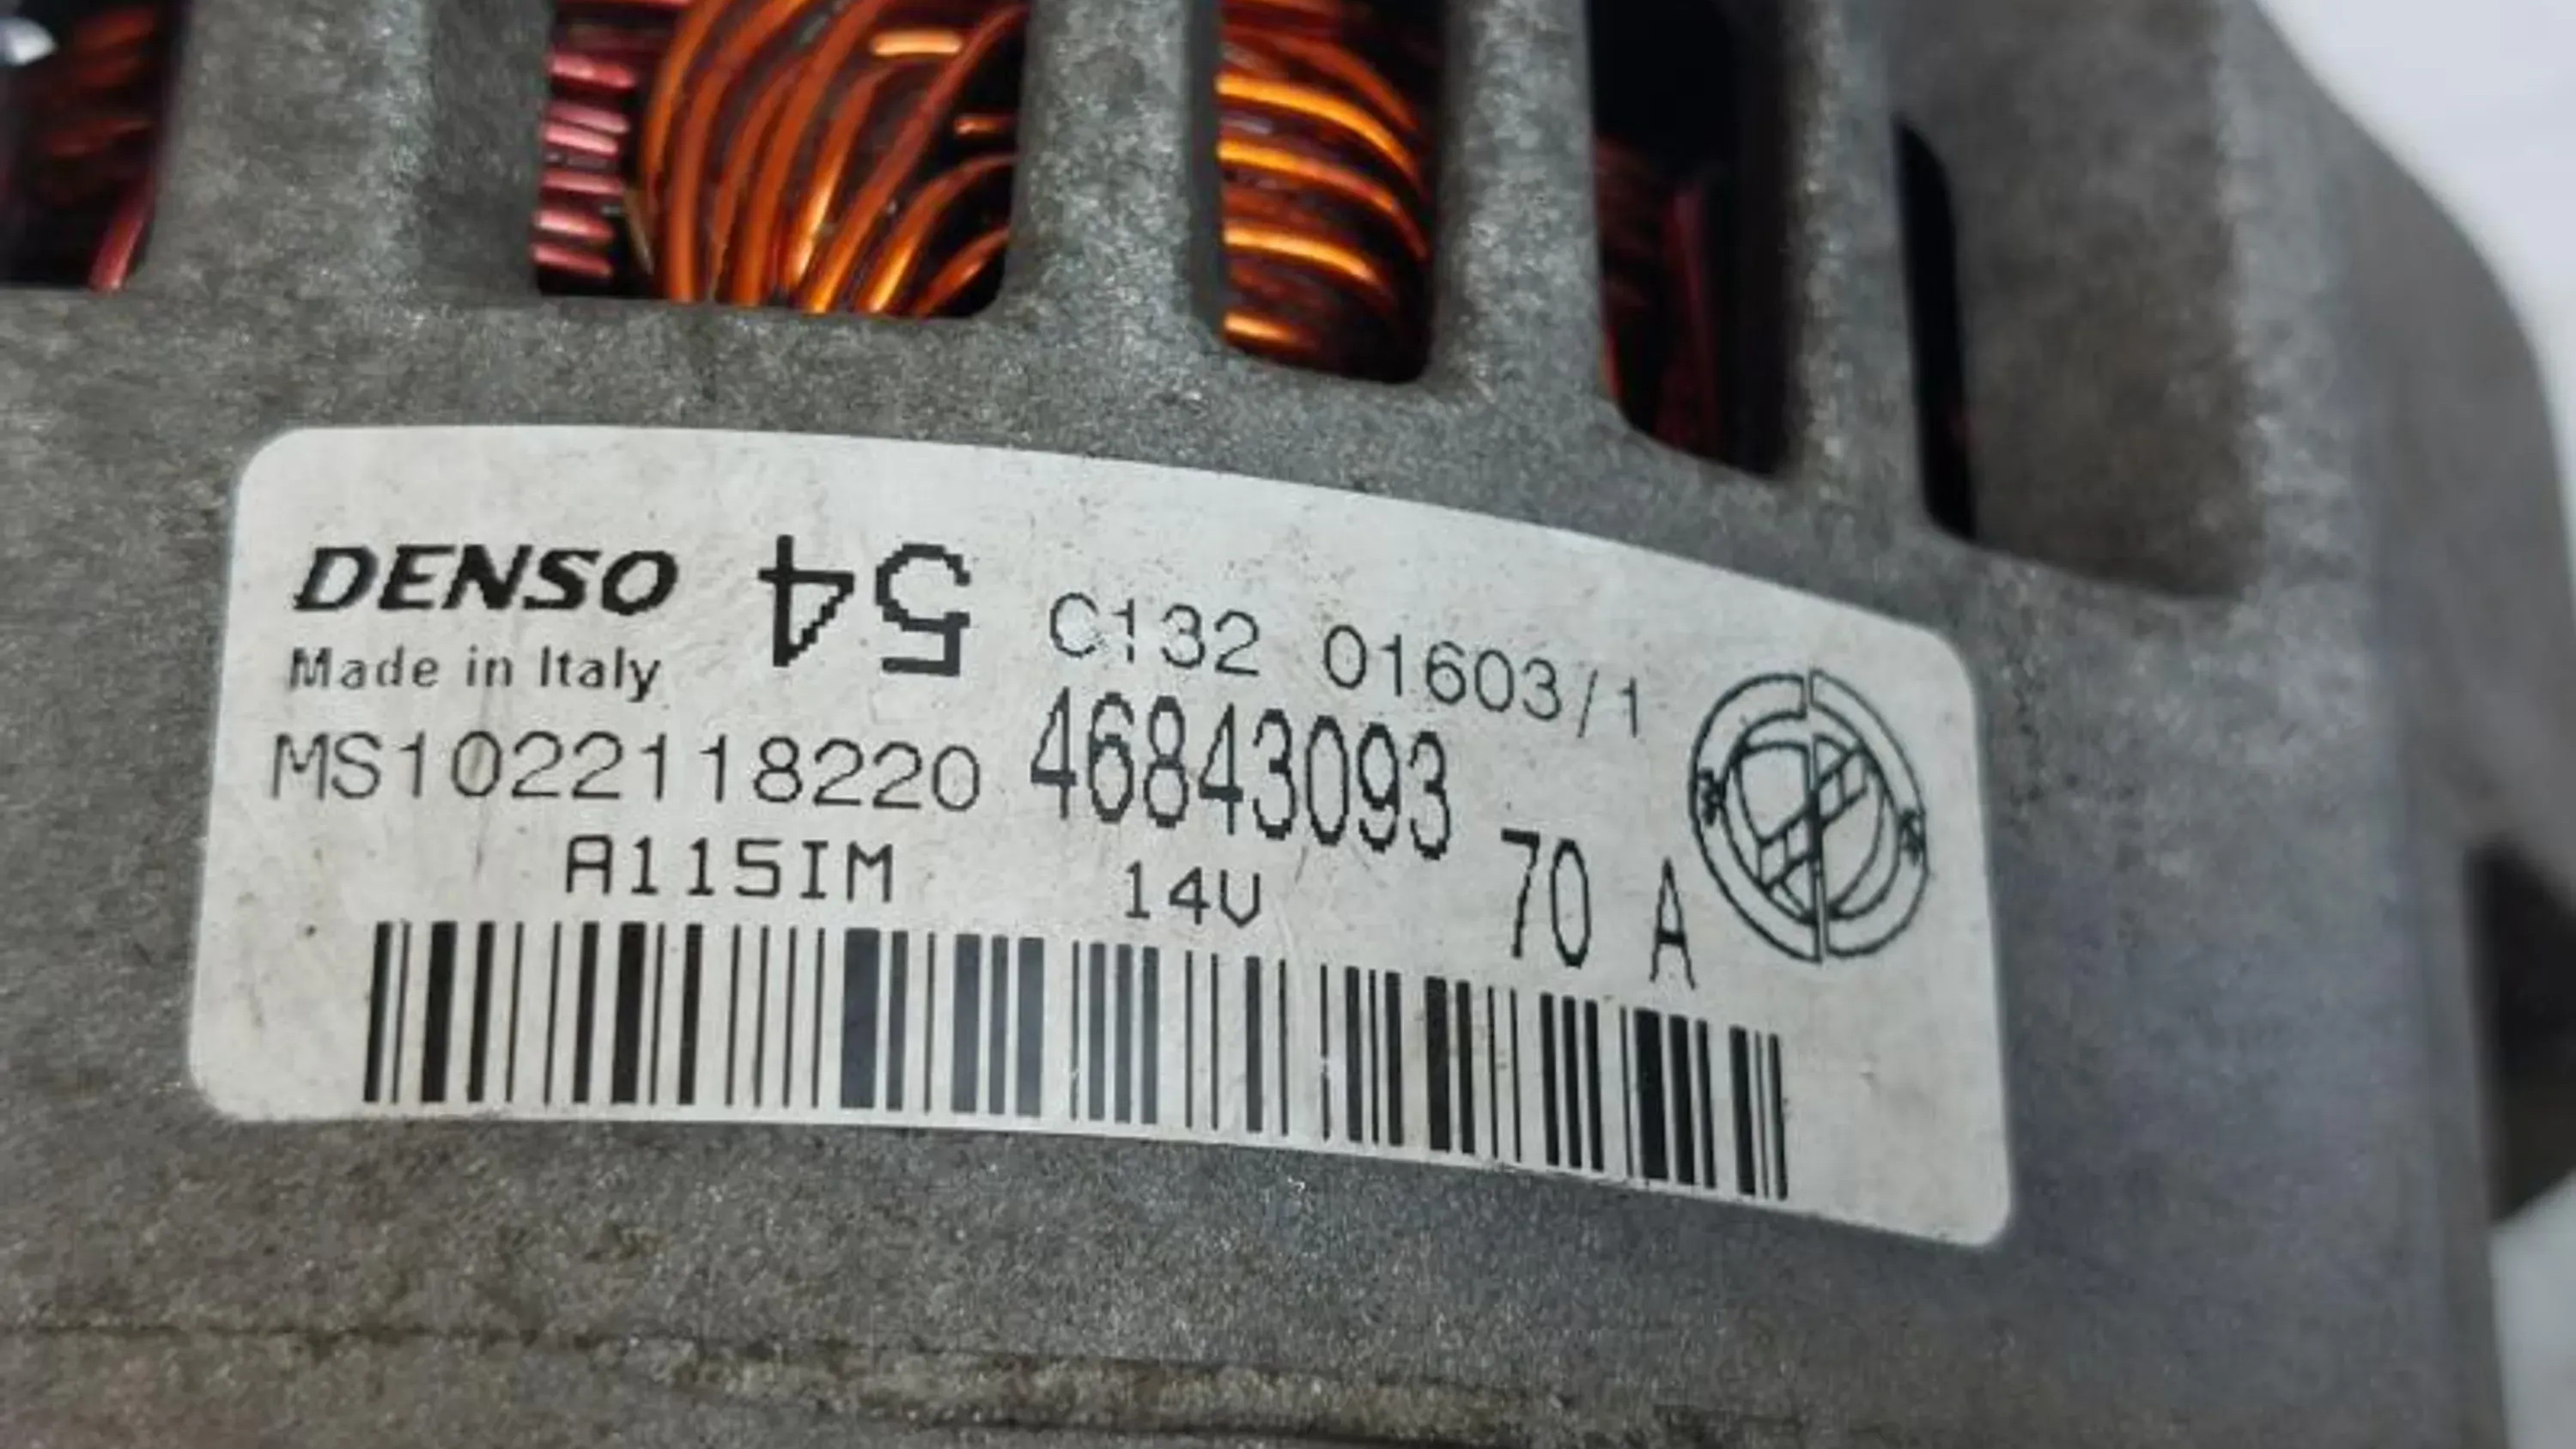 DENSO
54
C132 01603/1
Made in Italy
MS1022118220
46843093
A115IM
14V
70 A